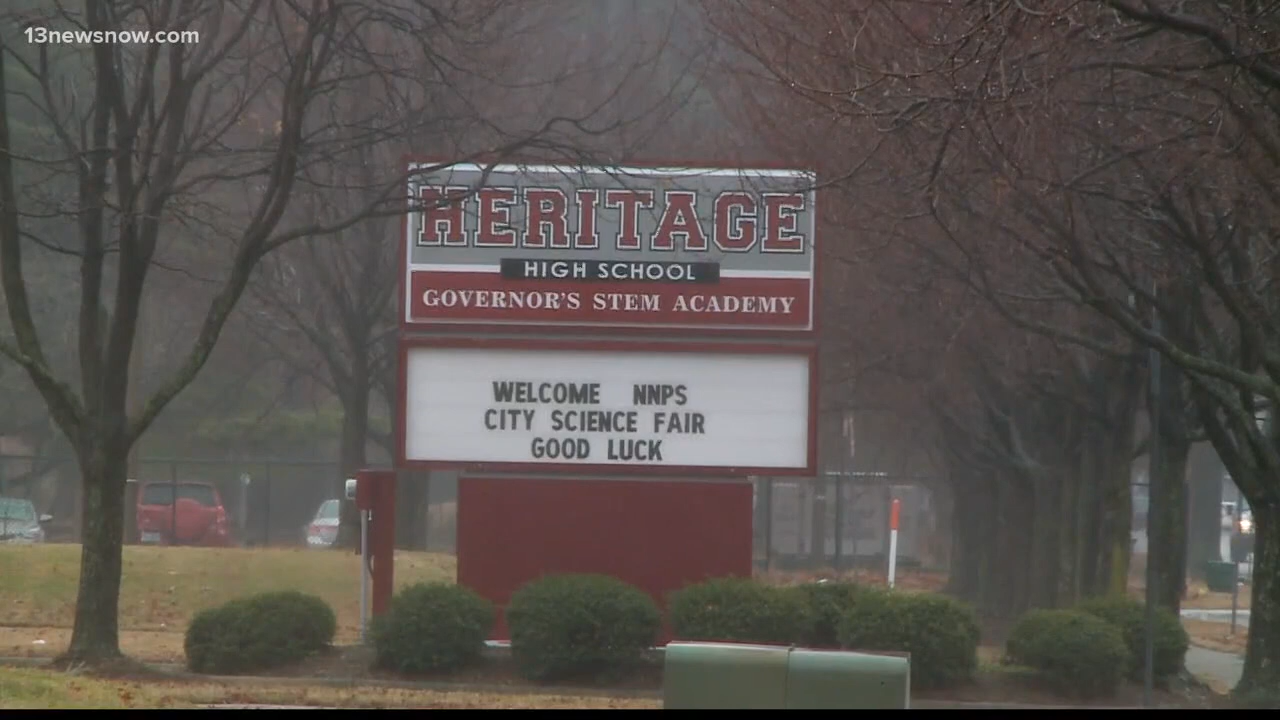 13newsnow.com
HERITAGE
HIGH SCHOOL
GOVERNOR'S STEM ACADEMY
WELCOME NNPS
CITY SCIENCE FAIR
GOOD LUCK